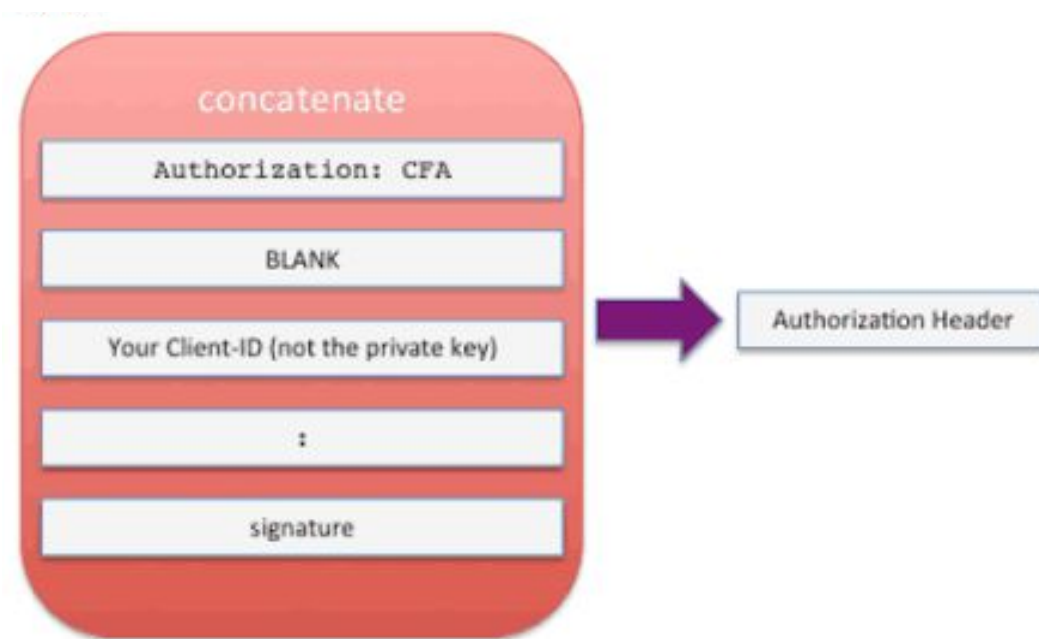 concatenate
Authorization: CFA
BLANK
Your Client-ID (not the private key)
:
signature
Authorization Header